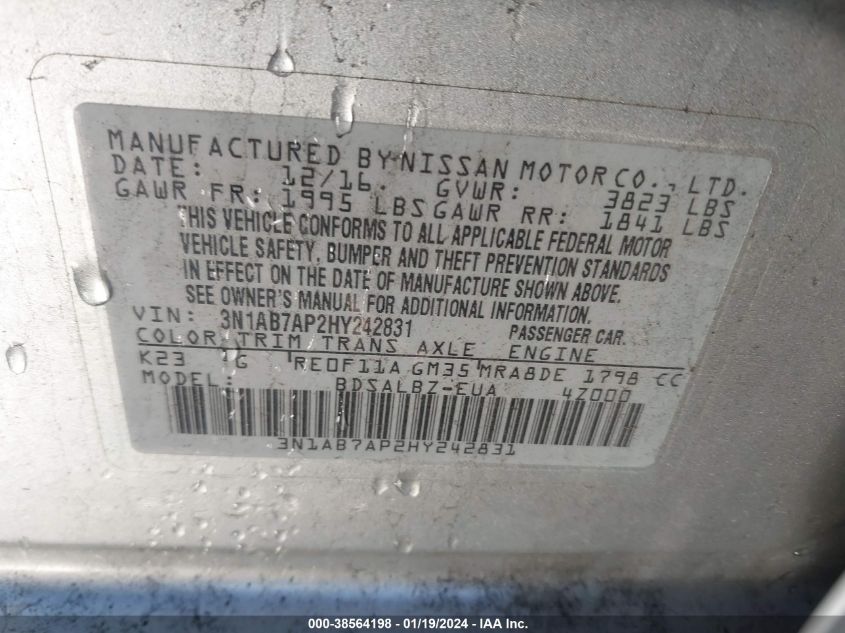 MANUFACTURED BY NISSAN MOTOR CO., LTD.
DATE: 12/16. GVWR: 3823 LBS
GAWR FR: 1995 LBS GAWR RR: 1841 LBS
THIS VEHICLE CONFORMS TO ALL APPLICABLE FEDERAL MOTOR
VEHICLE SAFETY, BUMPER AND THEFT PREVENTION STANDARDS
IN EFFECT ON THE DATE OF MANUFACTURE SHOWN ABOVE.
SEE OWNER'S MANUAL FOR ADDITIONAL INFORMATION.
VIN: 3N1AB7AP2HY242831 PASSENGER CAR.
COLOR TRIM TRANS AXLE ENGINE
K23 G RE0F11A GM35 MRA8DE 1798 CC
MODEL: BDSALBZ-EUA 4Z000
3N1AB7AP2HY242831
000-38564198 - 01/19/2024 - IAAI.com